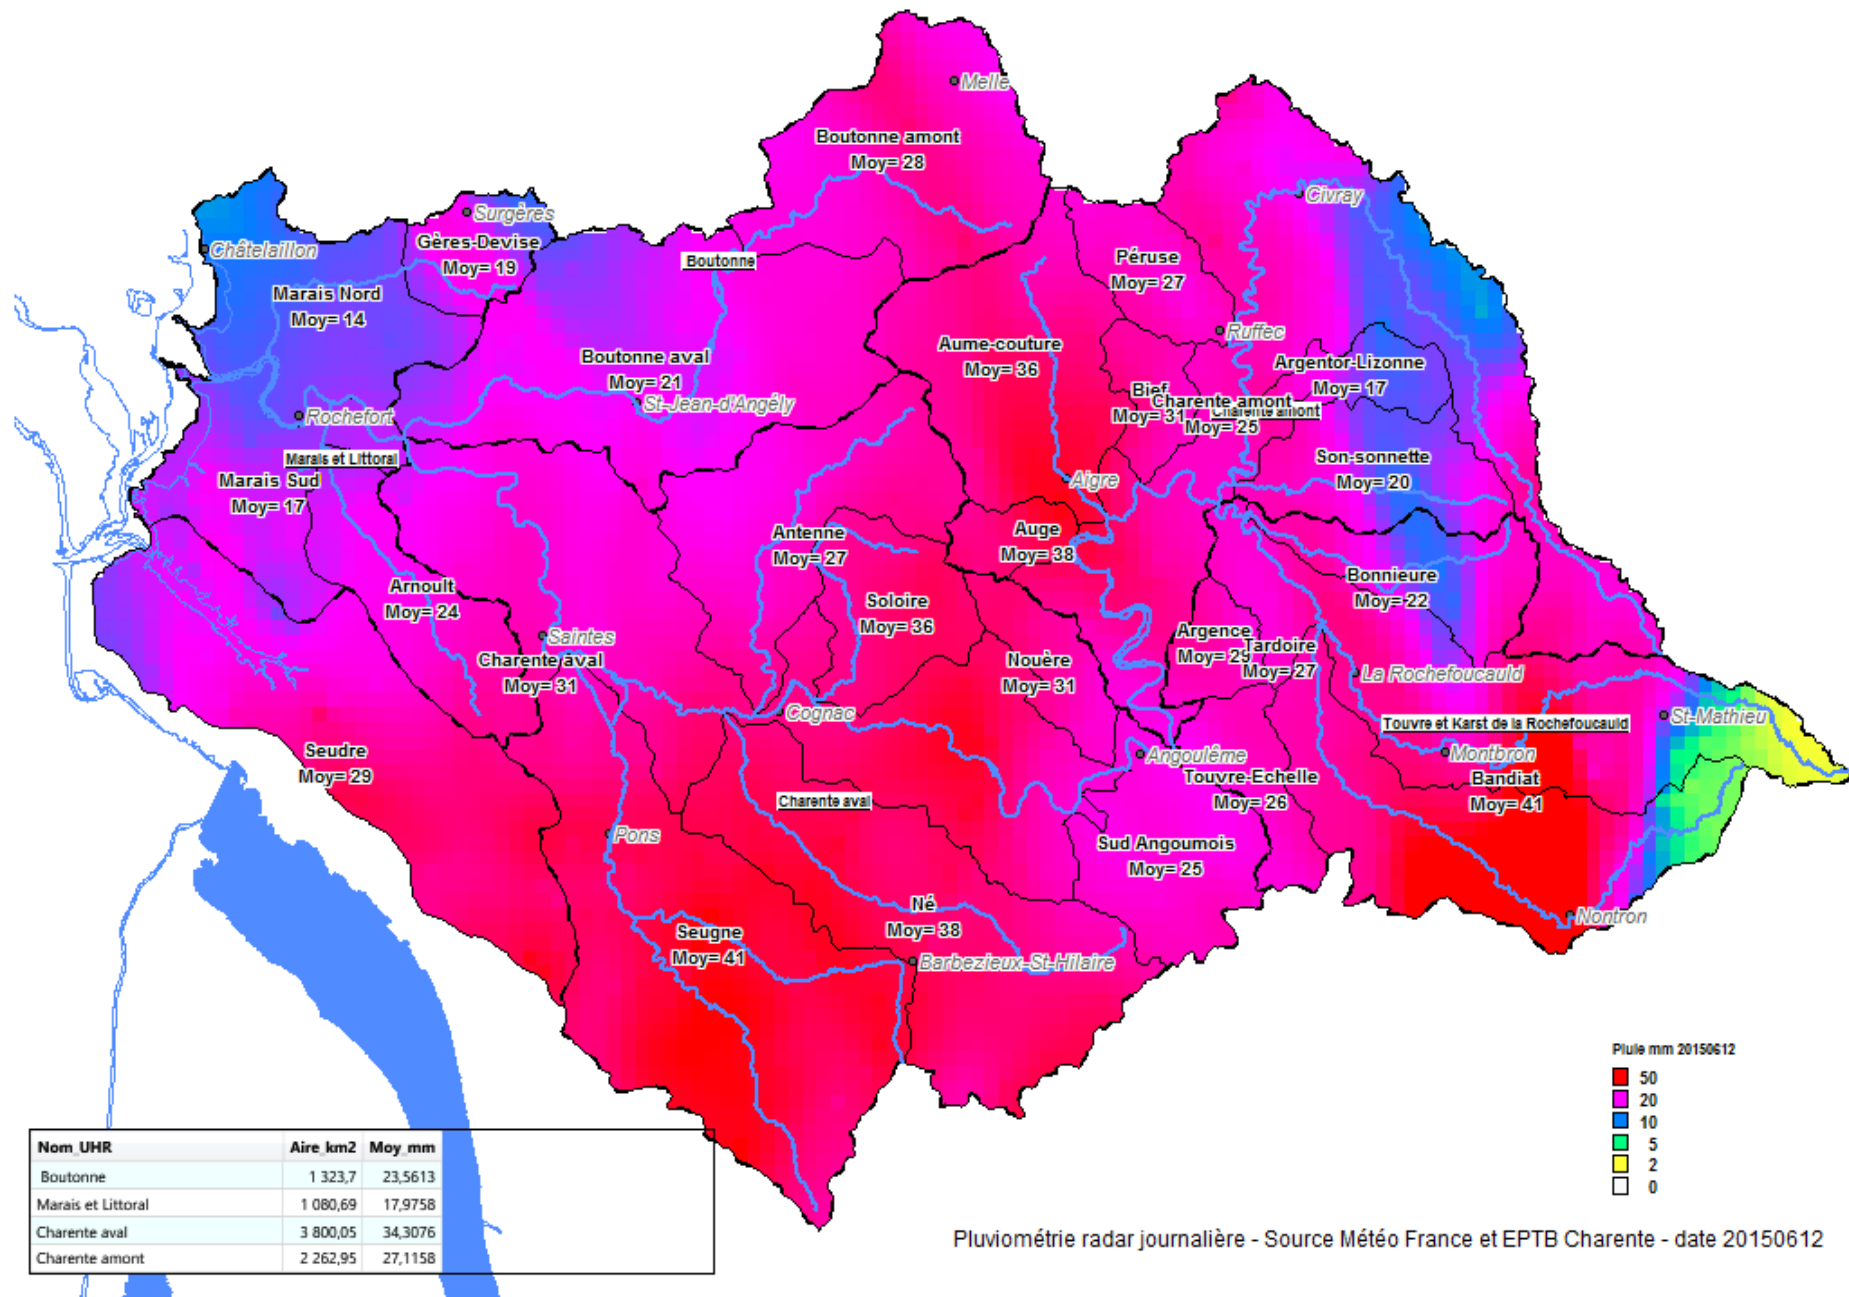 Melle
Boutonne amont
Moy= 28
Civray
Surgères
Châtelaillon
Gères-Devise
Moy= 19
Boutonne
Péruse
Moy= 27
Marais Nord
Moy= 14
Ruffec
Aume-couture
Moy= 36
Boutonne aval
Moy= 21
Argentor-Lizonne
Moy= 17
Bief
Moy= 31
Charente amont
Moy= 25
Charente amont
St-Jean-d'Angély
Rochefort
Marais et Littoral
Marais Sud
Moy= 17
Son-sonnette
Moy= 20
Aigre
Auge
Moy= 38
Antenne
Moy= 27
Bonnieure
Moy= 22
Arnoult
Moy= 24
Soloire
Moy= 36
Saintes
Argence
Moy= 29
Tardoire
Moy= 27
Charente aval
Moy= 31
Nouère
Moy= 31
La Rochefoucauld
Cognac
Touvre et Karst de la Rochefoucauld
St-Mathieu
Seudre
Moy= 29
Angoulême
Montbron
Touvre-Echelle
Moy= 26
Bandiat
Moy= 41
Charente aval
Pons
Sud Angoumois
Moy= 25
Né
Moy= 38
Nontron
Seugne
Moy= 41
Barbezieux-St-Hilaire
Pluie mm 20150612
50
20
10
5
2
0
Nom_UHR Aire_km2 Moy_mm
Boutonne 1 323,7 23,5613
Marais et Littoral 1 080,69 17,9758
Charente aval 3 800,05 34,3076
Charente amont 2 262,95 27,1158
Pluviométrie radar journalière - Source Météo France et EPTB Charente - date 20150612